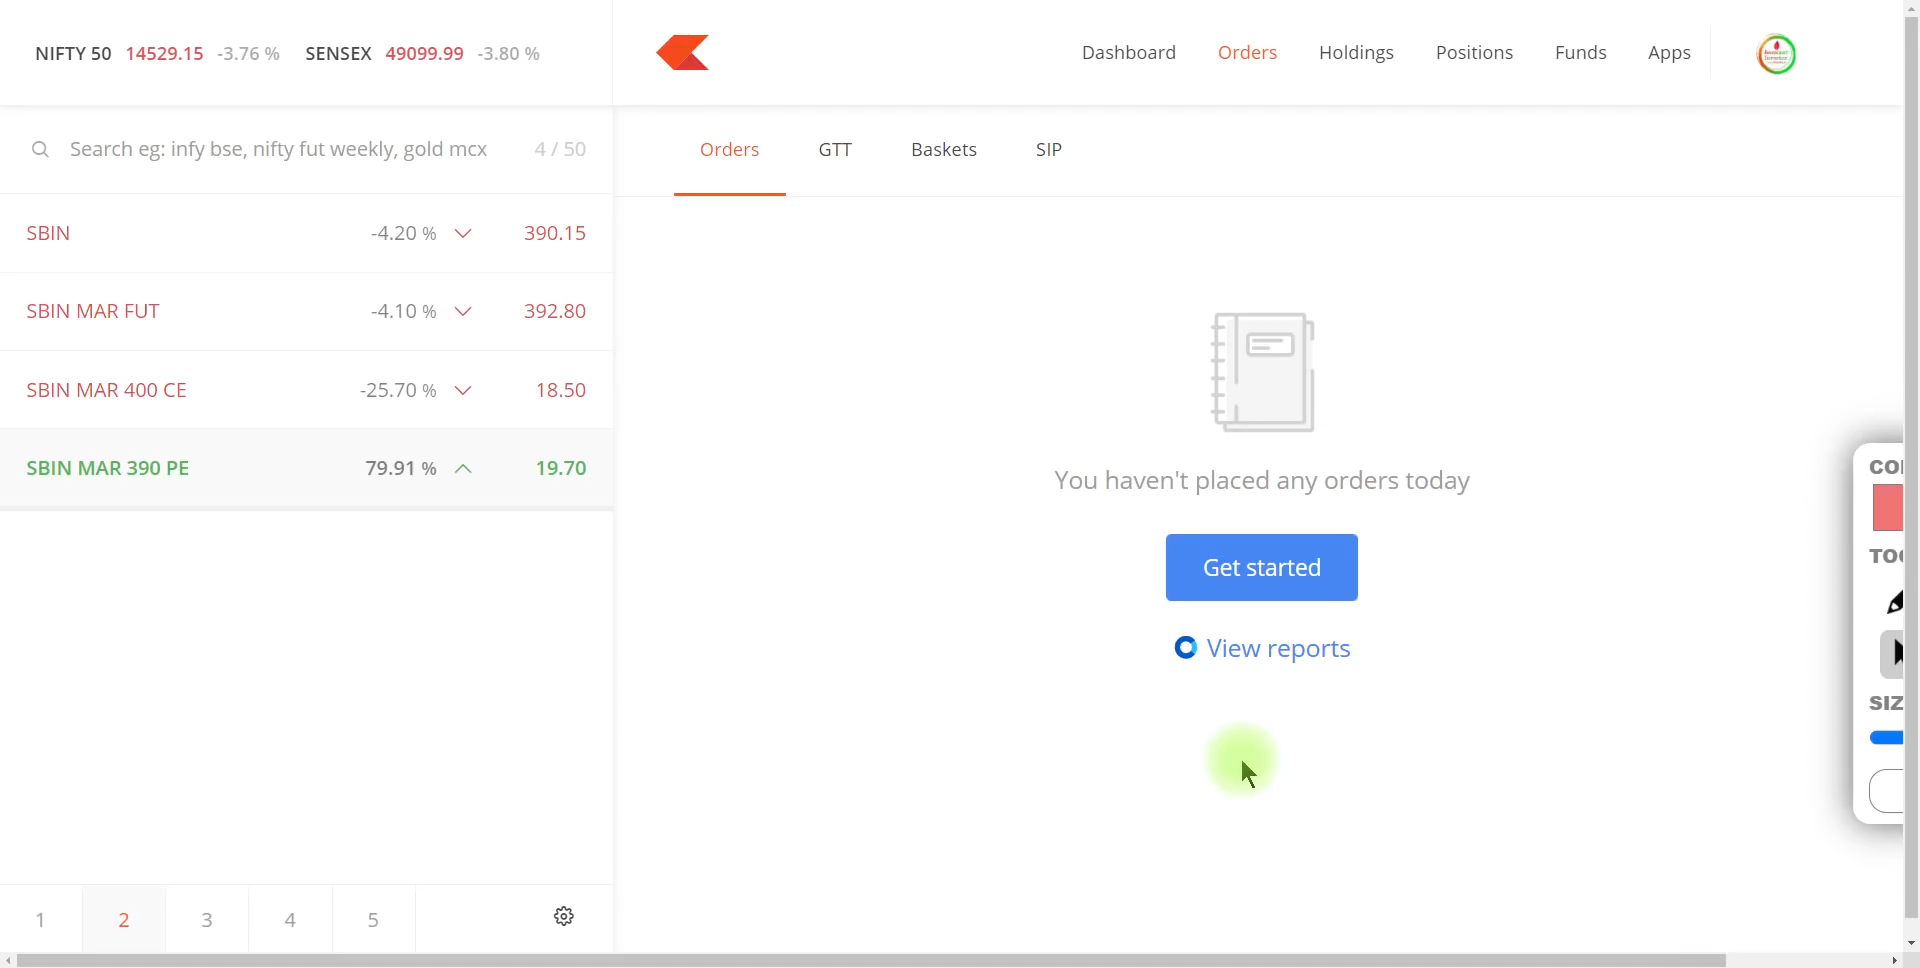 NIFTY 50 14529.15 -3.76 % SENSEX 49099.99 -3.80 %
Dashboard Orders Holdings Positions Funds Apps
Search eg: infy bse, nifty fut weekly, gold mcx 4 / 50
Orders GTT Baskets SIP
SBIN -4.20 % 390.15
SBIN MAR FUT -4.10 % 392.80
SBIN MAR 400 CE -25.70 % 18.50
SBIN MAR 390 PE 79.91 % 19.70
You haven't placed any orders today
Get started
View reports
1 2 3 4 5